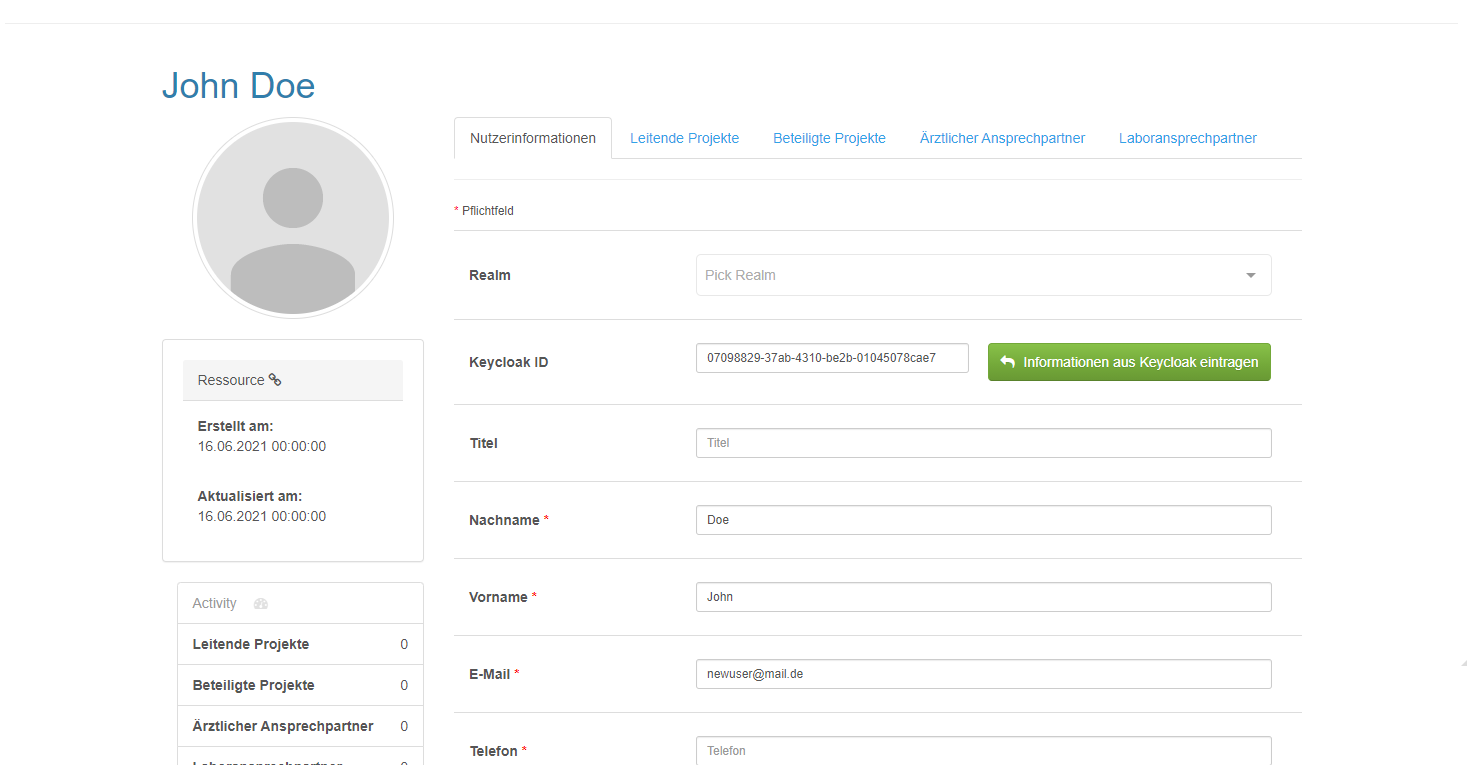 John Doe
Nutzerinformationen Leitende Projekte Beteiligte Projekte Ärztlicher Ansprechpartner Laboransprechpartner
* Pflichtfeld
Realm Pick Realm
Keycloak ID 07098829-37ab-4310-be2b-01045078cae7 Informationen aus Keycloak eintragen
Titel Titel
Nachname * Doe
Vorname * John
E-Mail * newuser@mail.de
Telefon * Telefon
Ressource
Erstellt am:
16.06.2021 00:00:00
Aktualisiert am:
16.06.2021 00:00:00
Activity
Leitende Projekte 0
Beteiligte Projekte 0
Ärztlicher Ansprechpartner 0
Laboransprechpartner 0